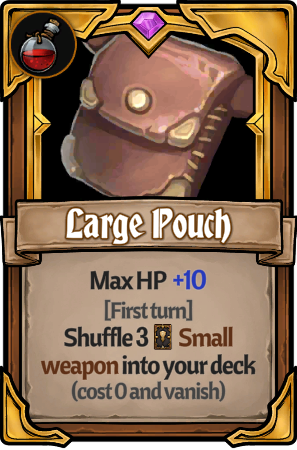 Large Pouch
Max HP +10
[First turn]
Shuffle 3 Small
weapon into your deck
(cost 0 and vanish)